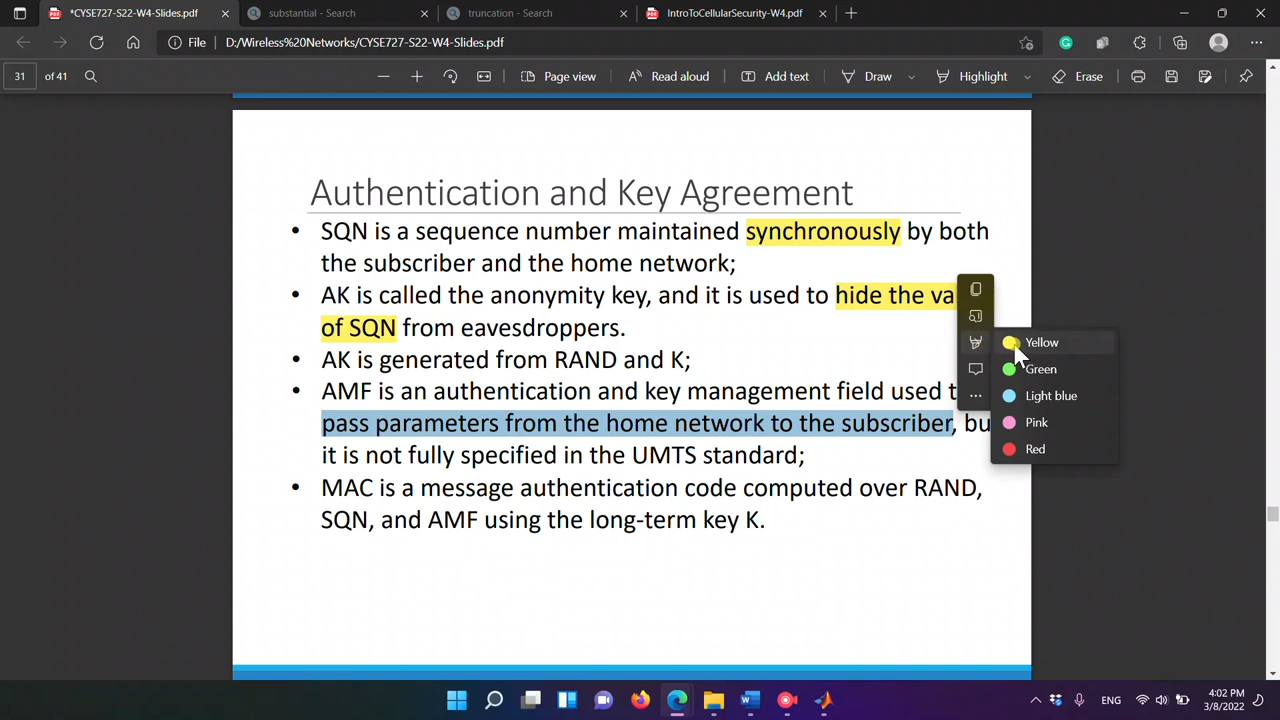 *CYSE727-S22-W4-Slides.pdf
substantial - Search
truncation - Search
IntroToCellularSecurity-W4.pdf
File
D:/Wireless%20Networks/CYSE727-S22-W4-Slides.pdf
31 of 41
Page view
Read aloud
Add text
Draw
Highlight
Erase
Authentication and Key Agreement
• SQN is a sequence number maintained synchronously by both
the subscriber and the home network;
• AK is called the anonymity key, and it is used to hide the va
of SQN from eavesdroppers.
• AK is generated from RAND and K;
• AMF is an authentication and key management field used t
pass parameters from the home network to the subscriber, bu
it is not fully specified in the UMTS standard;
• MAC is a message authentication code computed over RAND,
SQN, and AMF using the long-term key K.
Yellow
Green
Light blue
Pink
Red
ENG
4:02 PM
3/8/2022